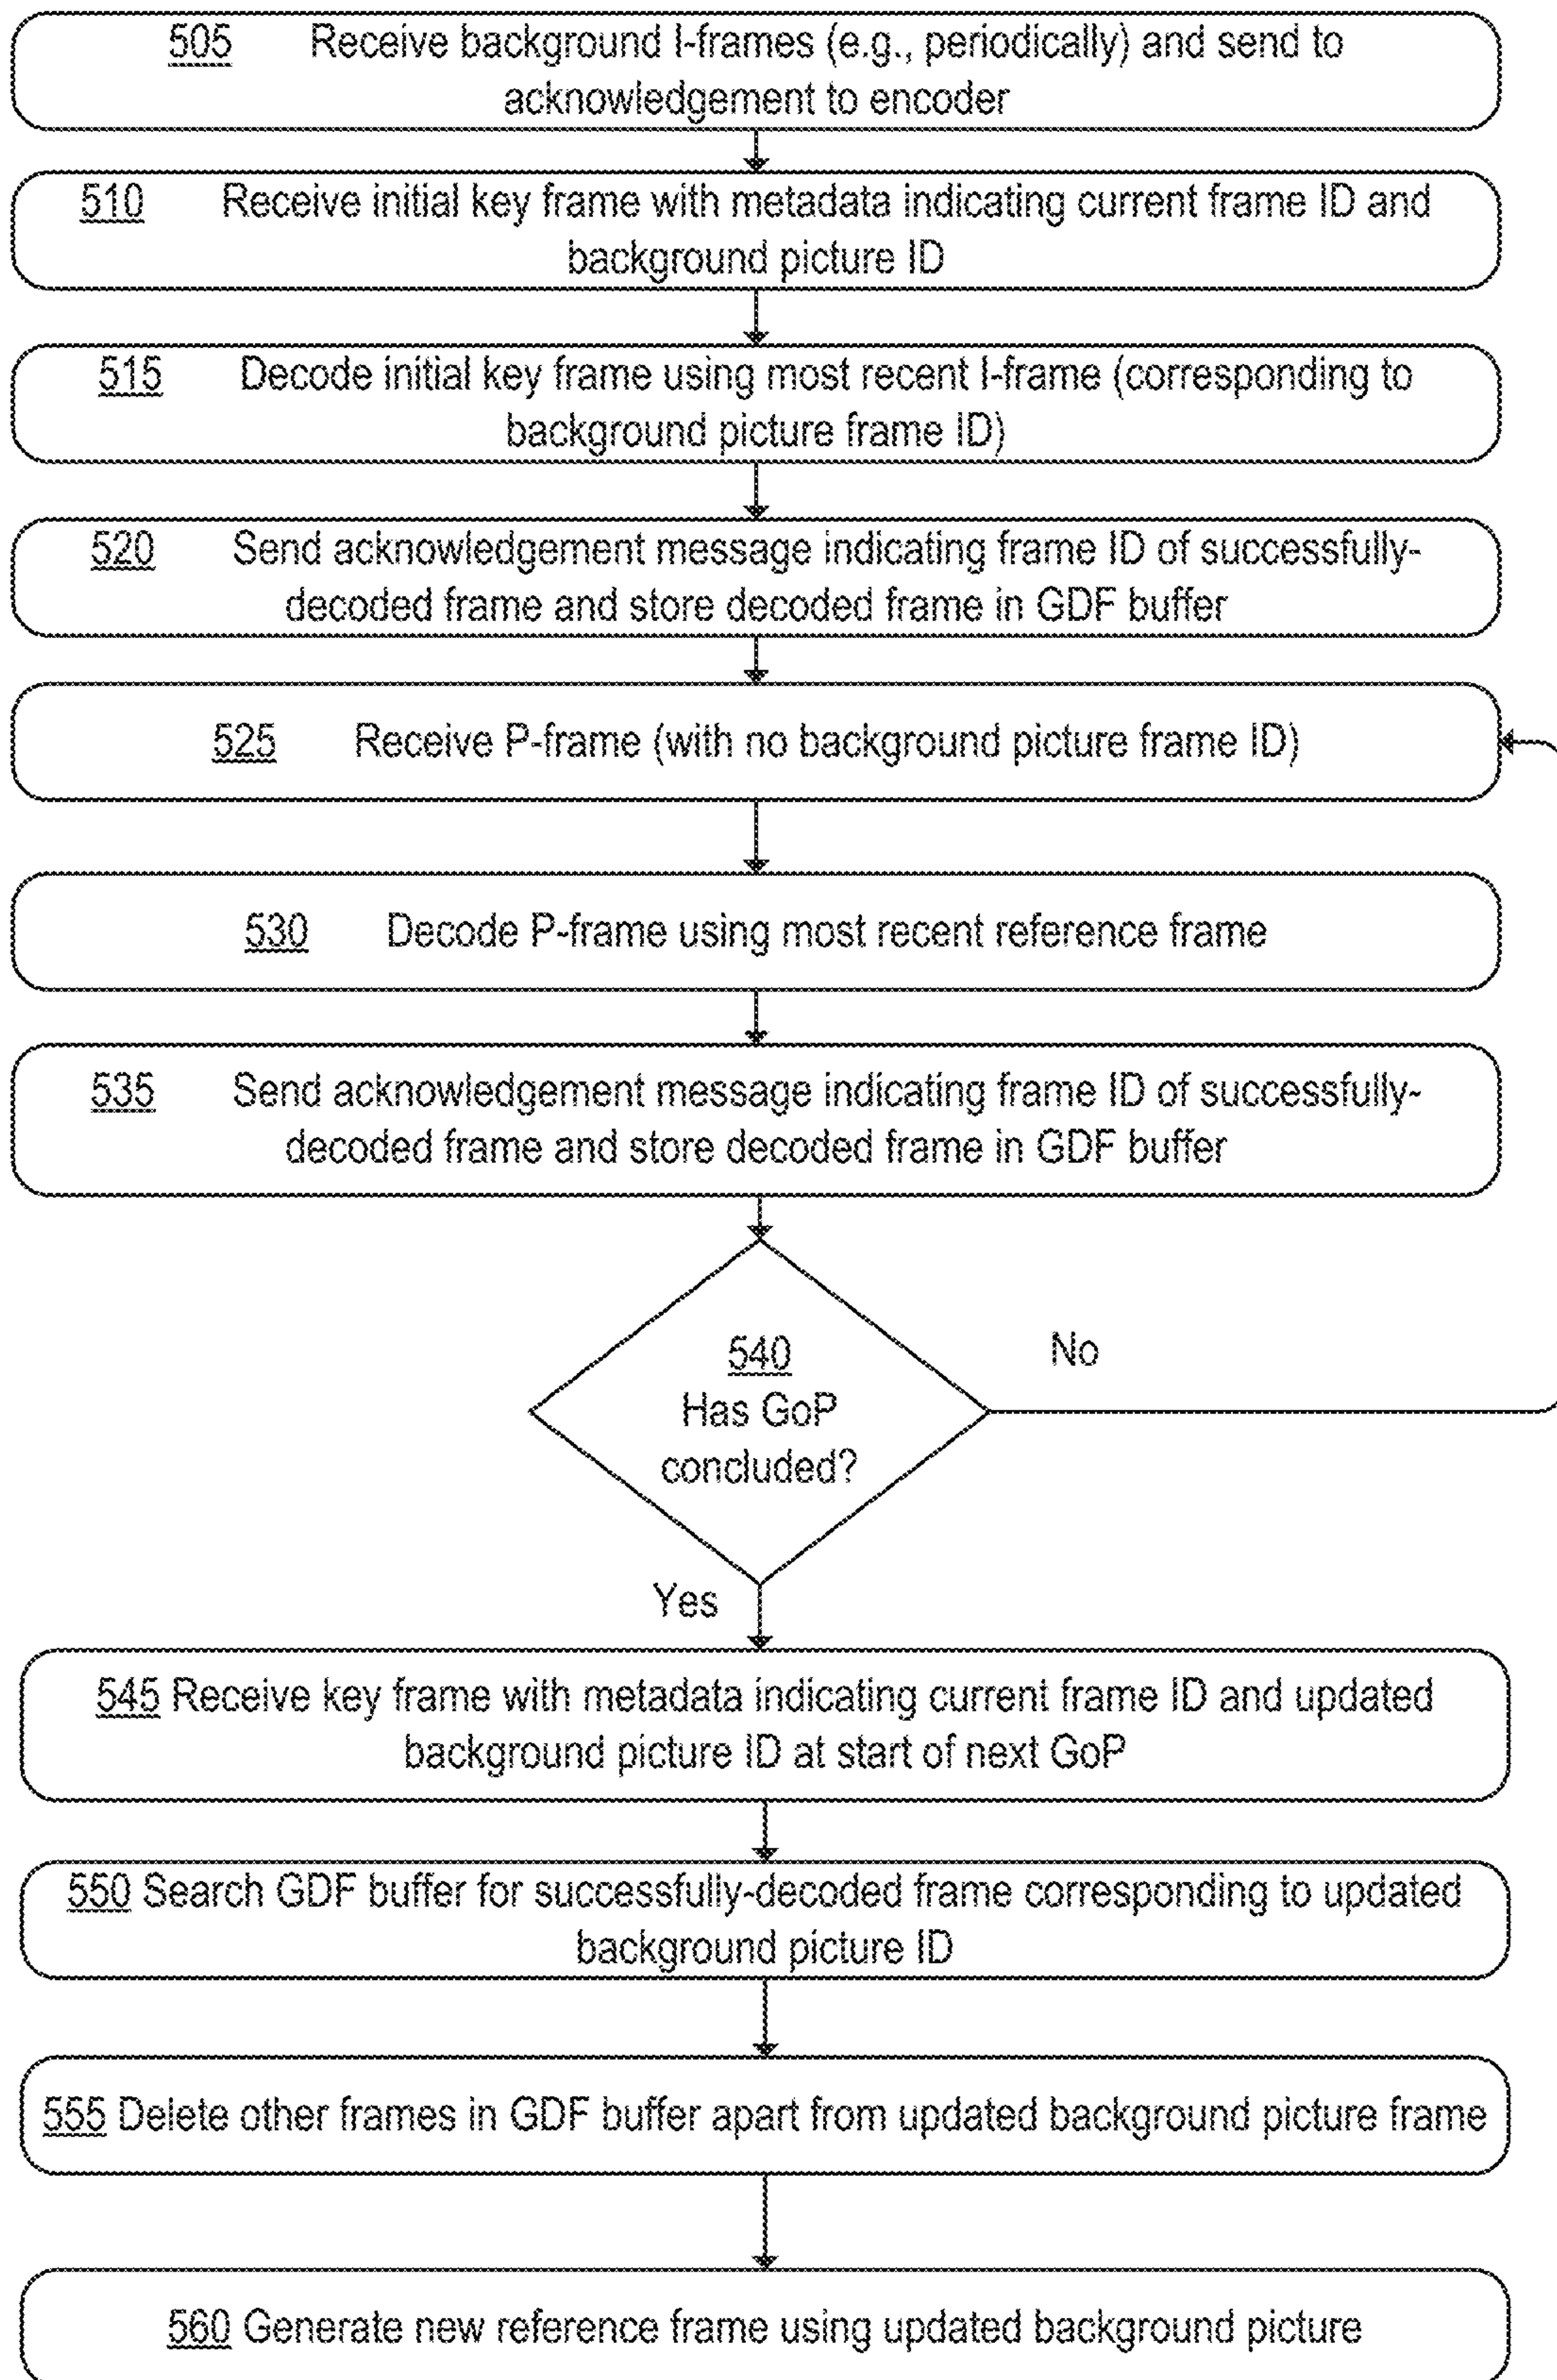 505 Receive background I-frames (e.g., periodically) and send to
acknowledgement to encoder
510 Receive initial key frame with metadata indicating current frame ID and
background picture ID
515 Decode initial key frame using most recent I-frame (corresponding to
background picture frame ID)
520 Send acknowledgement message indicating frame ID of successfully-
decoded frame and store decoded frame in GDF buffer
525 Receive P-frame (with no background picture frame ID)
530 Decode P-frame using most recent reference frame
535 Send acknowledgement message indicating frame ID of successfully-
decoded frame and store decoded frame in GDF buffer
540
Has GoP
concluded?
No
Yes
545 Receive key frame with metadata indicating current frame ID and updated
background picture ID at start of next GoP
550 Search GDF buffer for successfully-decoded frame corresponding to updated
background picture ID
555 Delete other frames in GDF buffer apart from updated background picture frame
560 Generate new reference frame using updated background picture